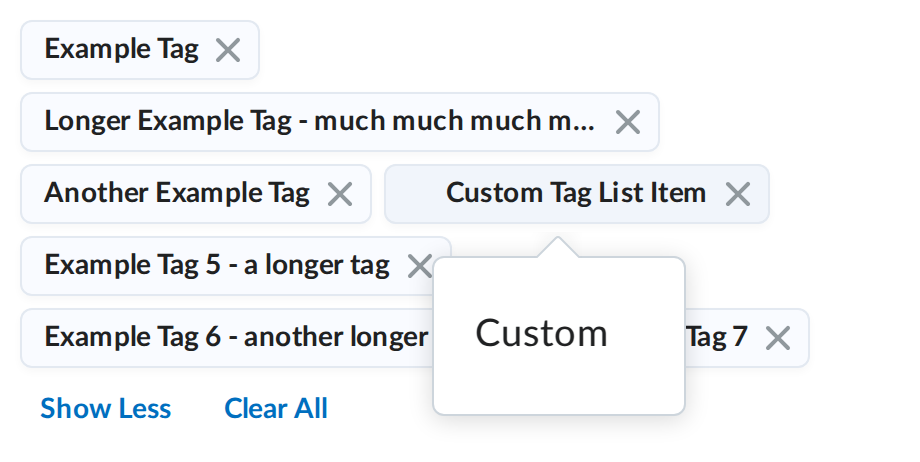 Example Tag
Longer Example Tag - much much much m...
Another Example Tag Custom Tag List Item
Example Tag 5 - a longer tag
Example Tag 6 - another longer Tag 7
Custom
Show Less Clear All